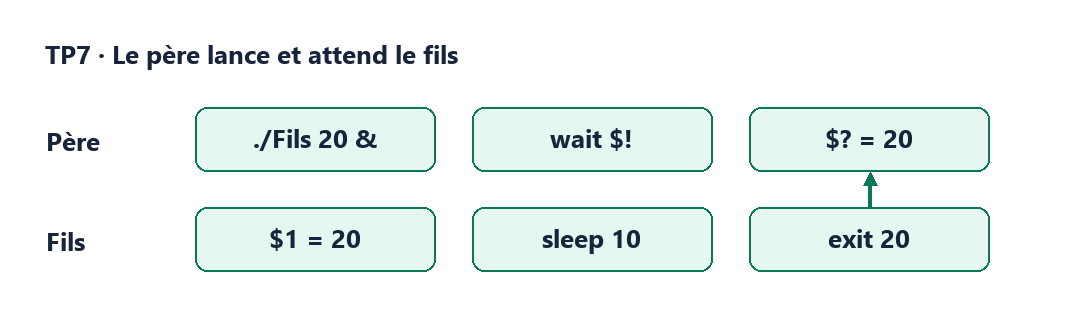 TP7 · Le père lance et attend le fils
Père
./Fils 20 &
wait $!
$? = 20
Fils
$1 = 20
sleep 10
exit 20